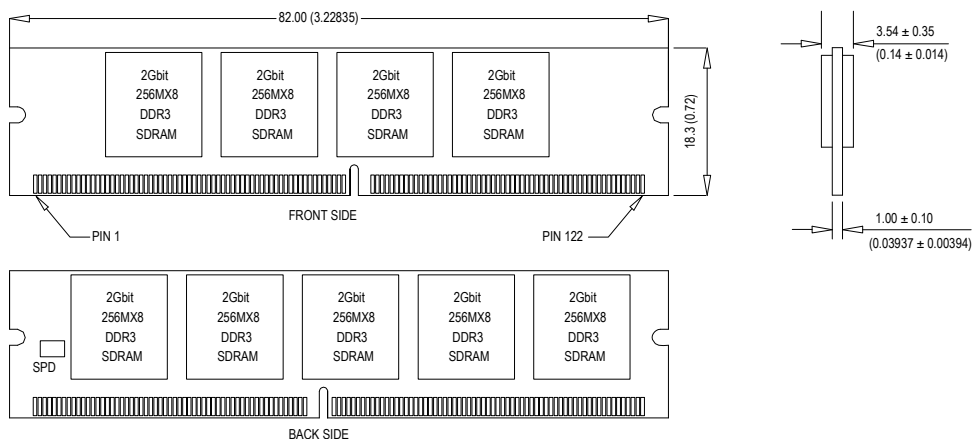 82.00 (3.22835)
3.54 ± 0.35
(0.14 ± 0.014)
2Gbit
256MX8
DDR3
SDRAM
2Gbit
256MX8
DDR3
SDRAM
2Gbit
256MX8
DDR3
SDRAM
2Gbit
256MX8
DDR3
SDRAM
18.3 (0.72)
FRONT SIDE
PIN 1
PIN 122
1.00 ± 0.10
(0.03937 ± 0.00394)
2Gbit
256MX8
DDR3
SDRAM
2Gbit
256MX8
DDR3
SDRAM
2Gbit
256MX8
DDR3
SDRAM
2Gbit
256MX8
DDR3
SDRAM
2Gbit
256MX8
DDR3
SDRAM
SPD
BACK SIDE